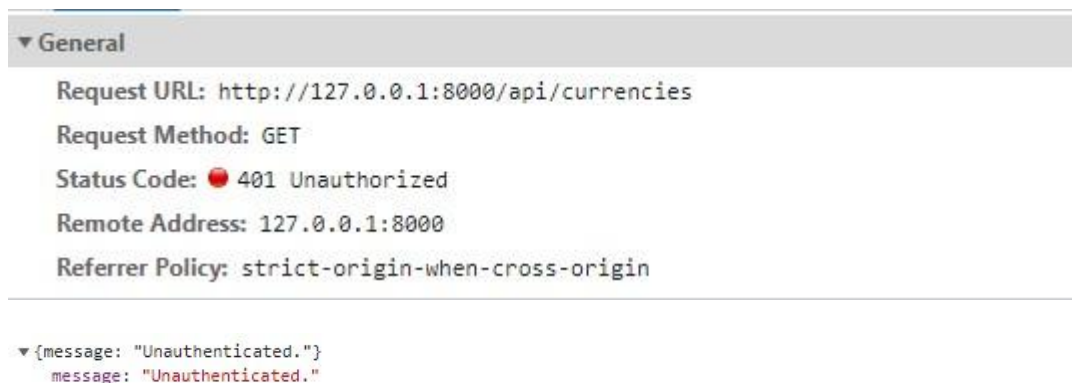 ▼ General
Request URL: http://127.0.0.1:8000/api/currencies
Request Method: GET
Status Code: 401 Unauthorized
Remote Address: 127.0.0.1:8000
Referrer Policy: strict-origin-when-cross-origin
▼ {message: "Unauthenticated."}
message: "Unauthenticated."